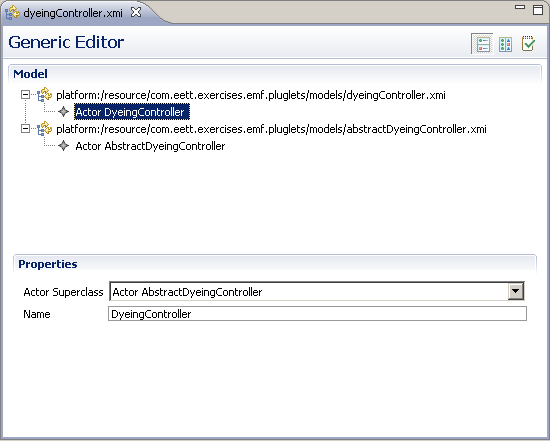 dyeingController.xmi
Generic Editor
Model
platform:/resource/com.eett.exercises.emf.pluglets/models/dyeingController.xmi
Actor DyeingController
platform:/resource/com.eett.exercises.emf.pluglets/models/abstractDyeingController.xmi
Actor AbstractDyeingController
Properties
Actor Superclass Actor AbstractDyeingController
Name DyeingController